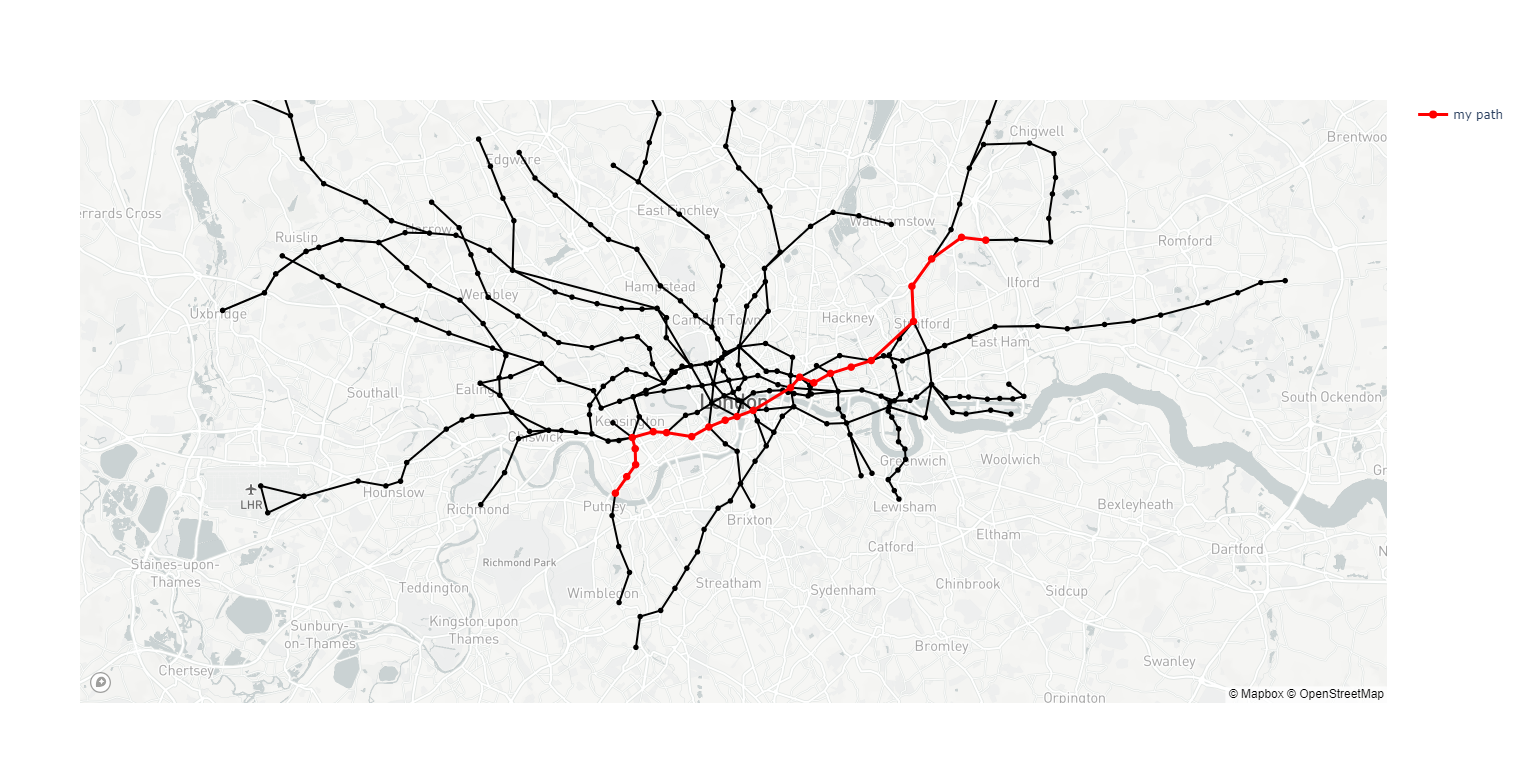 my path
Chigwell
Brentwoo
Edgware
errards Cross
East Finchley
Walthamstow
Ruislip
Harrow
Romford
Hampstead
Ilford
Wembley
Uxbridge
Camden Town
Hackney
Stratford
East Ham
Southall
Ealing
South Ockendon
London
Kensington
Chiswick
Greenwich
Woolwich
Gr
Hounslow
LHR
Richmond
Putney
Lewisham
Bexleyheath
Brixton
Eltham
Catford
Dartford
N
Richmond Park
Staines-upon-
Thames
Teddington
Streatham
Chinbrook
Wimbledon
Sydenham
Sidcup
Kingston upon
Thames
Sunbury-
on-Thames
Bromley
Swanley
Chertsey
Orpington
© Mapbox © OpenStreetMap